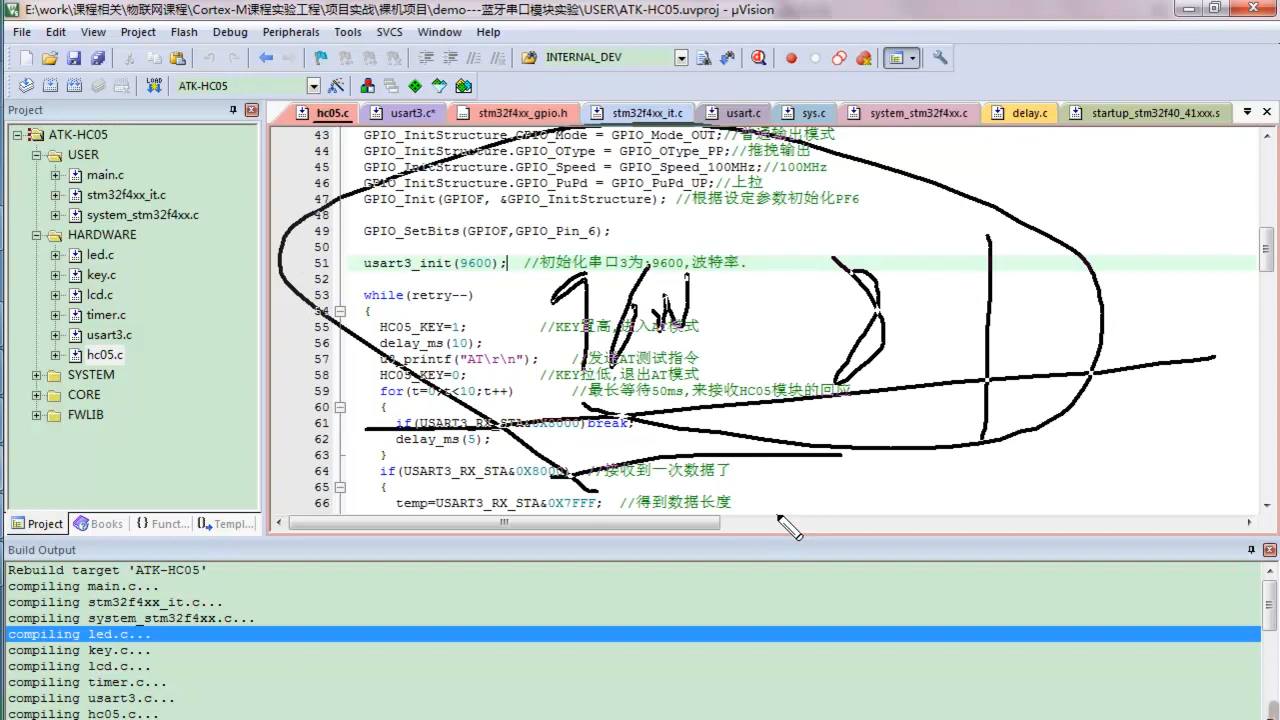 E:\work\课程相关\物联网课程\Cortex-M课程实验工程\项目实战\裸机项目\demo---蓝牙串口模块实验\USER\ATK-HC05.uvproj - µVision
File Edit View Project Flash Debug Peripherals Tools SVCS Window Help
INTERNAL_DEV
LOAD ATK-HC05
Project
hc05.c usart3.c* stm32f4xx_gpio.h stm32f4xx_it.c usart.c sys.c system_stm32f4xx.c delay.c startup_stm32f40_41xxx.s
ATK-HC05
USER
main.c
stm32f4xx_it.c
system_stm32f4xx.c
HARDWARE
led.c
key.c
lcd.c
timer.c
usart3.c
hc05.c
SYSTEM
CORE
FWLIB
Project Books {} Funct... Templ...
43 GPIO_InitStructure.GPIO_Mode = GPIO_Mode_OUT;//普通输出模式
44 GPIO_InitStructure.GPIO_OType = GPIO_OType_PP;//推挽输出
45 GPIO_InitStructure.GPIO_Speed = GPIO_Speed_100MHz;//100MHz
46 GPIO_InitStructure.GPIO_PuPd = GPIO_PuPd_UP;//上拉
47 GPIO_Init(GPIOF, &GPIO_InitStructure); //根据设定参数初始化PF6
48
49 GPIO_SetBits(GPIOF,GPIO_Pin_6);
50
51 usart3_init(9600); //初始化串口3为:9600,波特率.
52
53 while(retry--)
54 {
55 HC05_KEY=1; //KEY置高,进入AT模式
56 delay_ms(10);
57 u3_printf("AT\r\n"); //发送AT测试指令
58 HC05_KEY=0; //KEY拉低,退出AT模式
59 for(t=0;t<10;t++) //最长等待50ms,来接收HC05模块的回应
60 {
61 if(USART3_RX_STA&0X8000)break;
62 delay_ms(5);
63 }
64 if(USART3_RX_STA&0X8000) //接收到一次数据了
65 {
66 temp=USART3_RX_STA&0X7FFF; //得到数据长度
Build Output
Rebuild target 'ATK-HC05'
compiling main.c...
compiling stm32f4xx_it.c...
compiling system_stm32f4xx.c...
compiling led.c...
compiling key.c...
compiling lcd.c...
compiling timer.c...
compiling usart3.c...
compiling hc05.c...